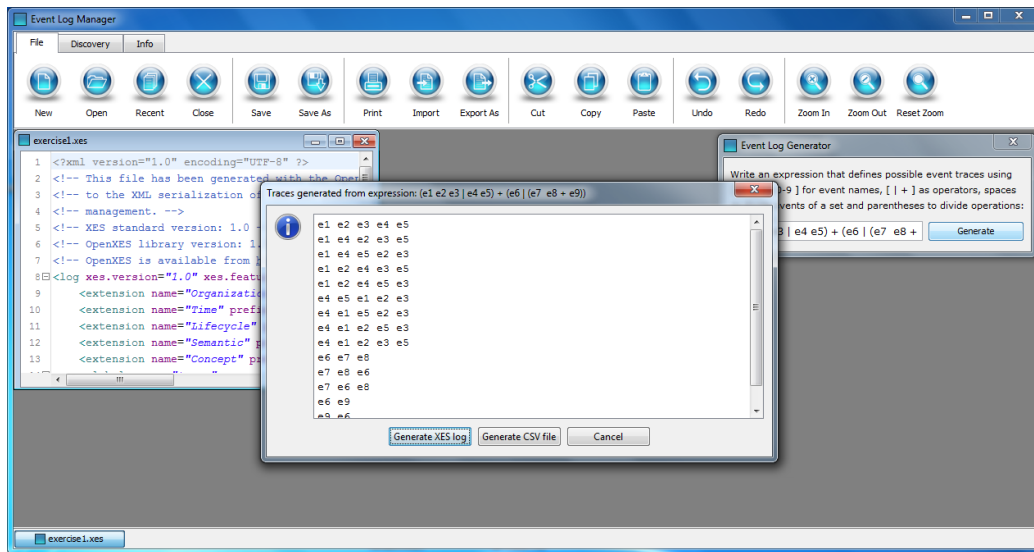 Event Log Manager
File Discovery Info
New Open Recent Close Save Save As Print Import Export As Cut Copy Paste Undo Redo Zoom In Zoom Out Reset Zoom
exercise1.xes
1 <?xml version="1.0" encoding="UTF-8" ?>
2 <!-- This file has been generated with the Open
3 <!-- to the XML serialization of
4 <!-- management. -->
5 <!-- XES standard version: 1.0 -
6 <!-- OpenXES library version: 1.
7 <!-- OpenXES is available from
8 <log xes.version="1.0" xes.featu
9 <extension name="Organizatio
10 <extension name="Time" prefi
11 <extension name="Lifecycle"
12 <extension name="Semantic" p
13 <extension name="Concept" pr
Event Log Generator
Write an expression that defines possible event traces using
0-9 ] for event names, [ | + ] as operators, spaces
vents of a set and parentheses to divide operations:
3 | e4 e5) + (e6 | (e7 e8 +
Generate
Traces generated from expression: (e1 e2 e3 | e4 e5) + (e6 | (e7 e8 + e9))
e1 e2 e3 e4 e5
e1 e4 e2 e3 e5
e1 e4 e5 e2 e3
e1 e2 e4 e3 e5
e1 e2 e4 e5 e3
e4 e5 e1 e2 e3
e4 e1 e5 e2 e3
e4 e1 e2 e5 e3
e4 e1 e2 e3 e5
e6 e7 e8
e7 e8 e6
e7 e6 e8
e6 e9
e9 e6
Generate XES log Generate CSV file Cancel
exercise1.xes